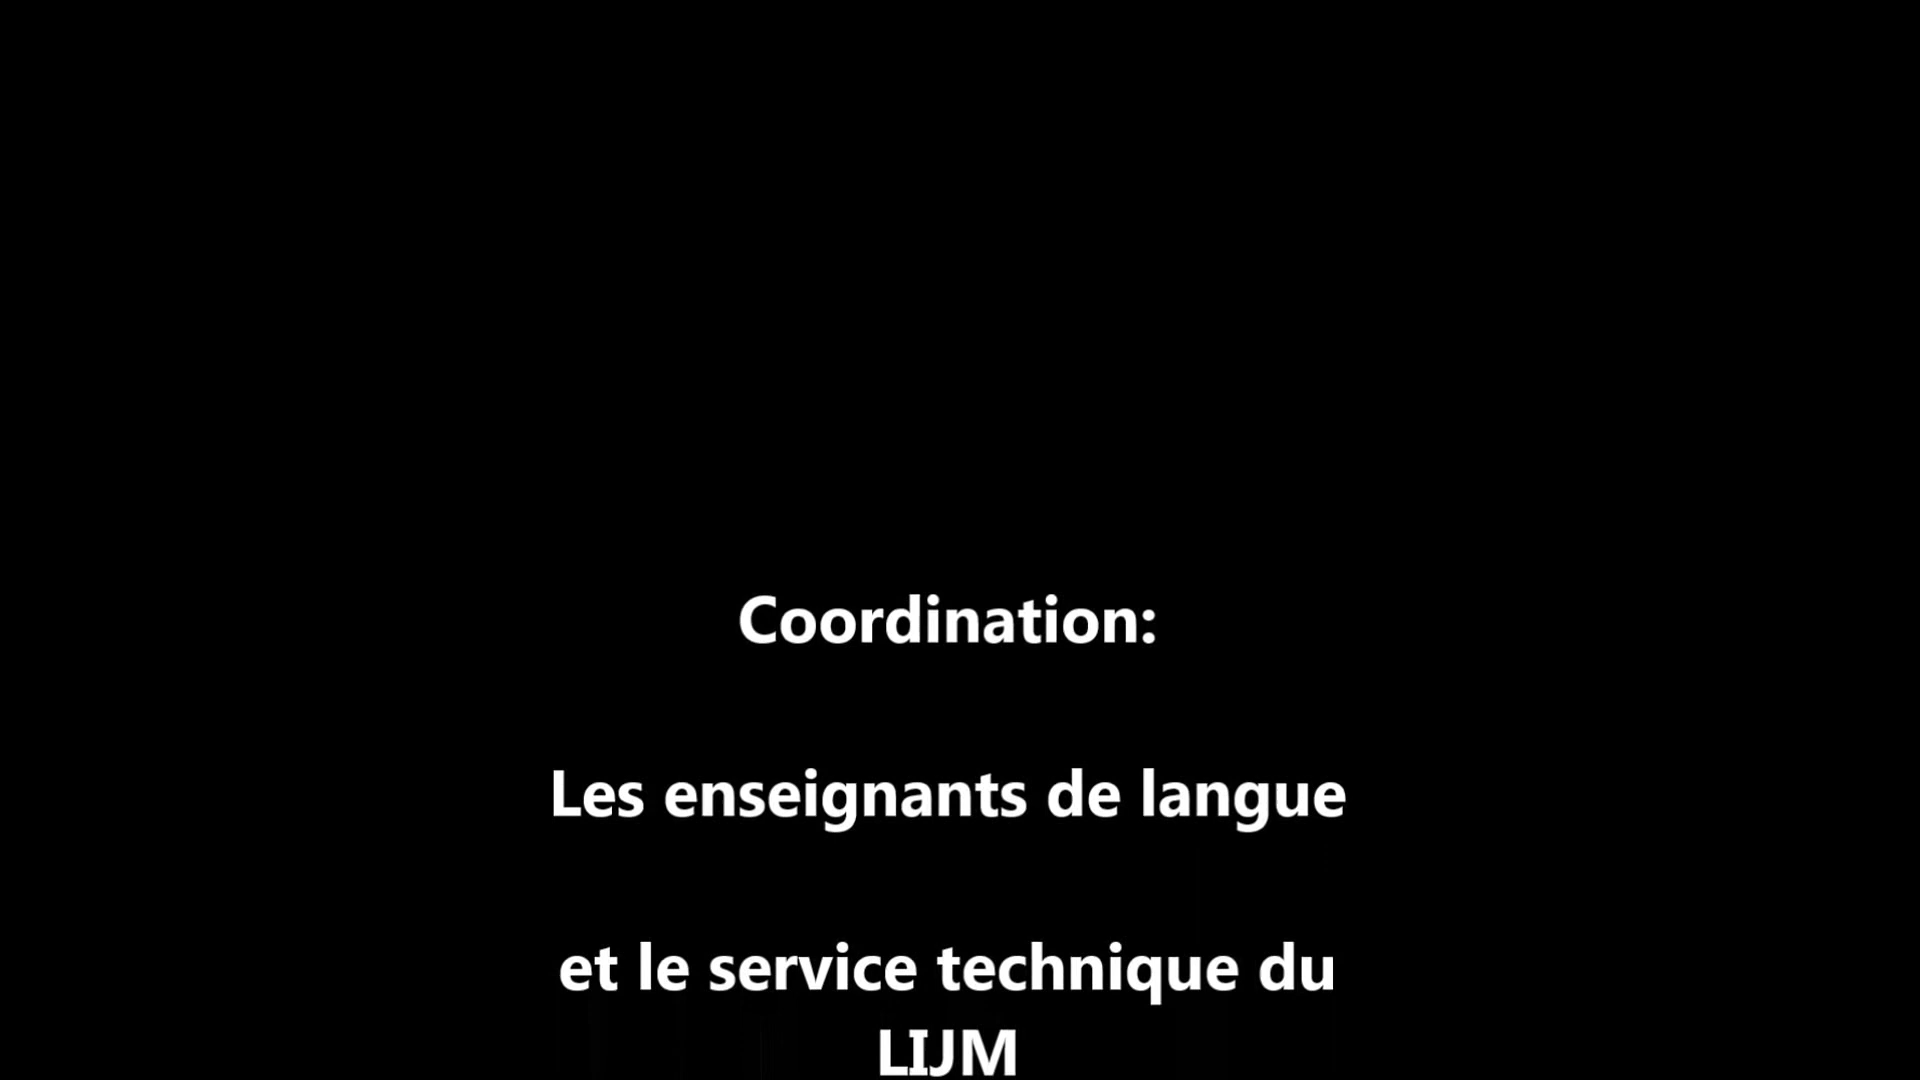 Coordination:
Les enseignants de langue
et le service technique du
LIJM